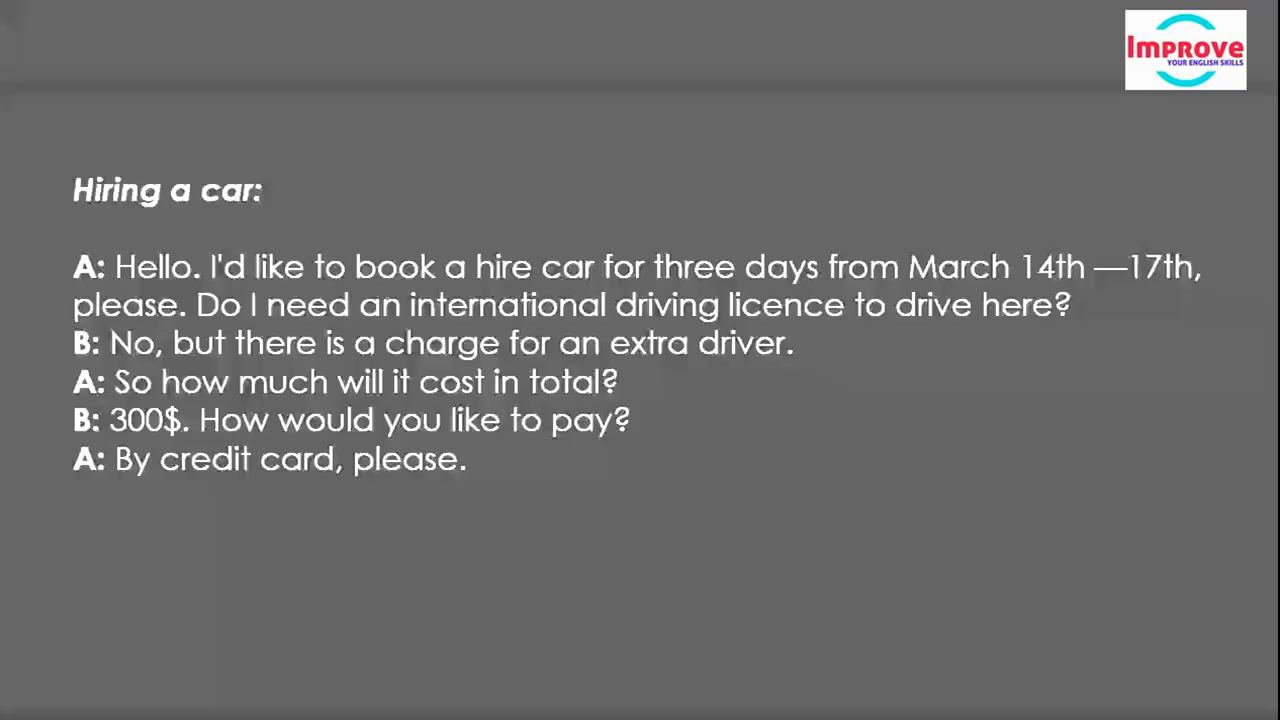 IMPROVE
YOUR ENGLISH SKILLS
Hiring a car:
A: Hello. I'd like to book a hire car for three days from March 14th —17th,
please. Do I need an international driving licence to drive here?
B: No, but there is a charge for an extra driver.
A: So how much will it cost in total?
B: 300$. How would you like to pay?
A: By credit card, please.